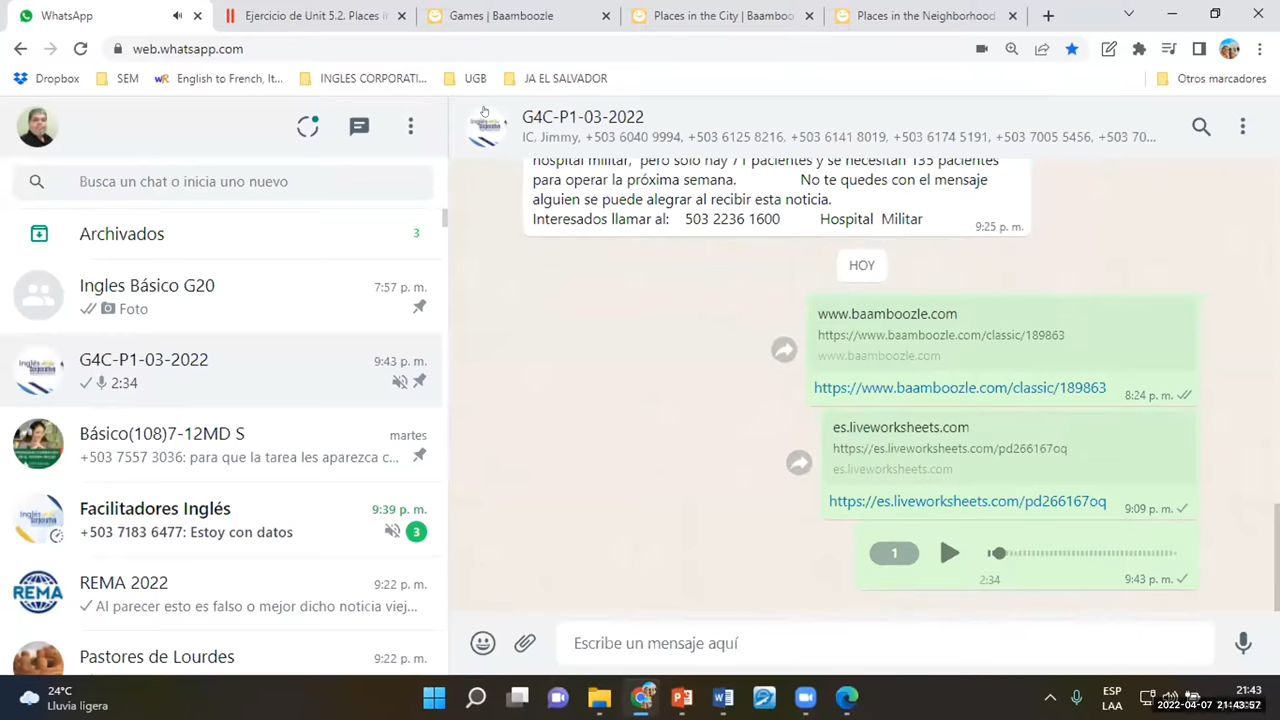 WhatsApp
Ejercicio de Unit 5.2. Places i
Games | Baamboozle
Places in the City | Baamboo
Places in the Neighborhood
web.whatsapp.com
Dropbox
SEM
English to French, It...
INGLES CORPORATI...
UGB
JA EL SALVADOR
Otros marcadores
G4C-P1-03-2022
IC, Jimmy, +503 6040 9994, +503 6125 8216, +503 6141 8019, +503 6174 5191, +503 7005 5456, +503 70...
Busca un chat o inicia uno nuevo
Archivados
3
Ingles Básico G20
7:57 p. m.
Foto
G4C-P1-03-2022
9:43 p. m.
2:34
Básico(108)7-12MD S
martes
+503 7557 3036: para que la tarea les aparezca c...
Facilitadores Inglés
9:39 p. m.
+503 7183 6477: Estoy con datos
3
REMA 2022
9:22 p. m.
Al parecer esto es falso o mejor dicho noticia viej...
Pastores de Lourdes
9:22 p. m.
hospital militar, pero solo hay 71 pacientes y se necesitan 135 pacientes
para operar la próxima semana. No te quedes con el mensaje
alguien se puede alegrar al recibir esta noticia.
Interesados llamar al: 503 2236 1600 Hospital Militar
9:25 p. m.
HOY
www.baamboozle.com
https://www.baamboozle.com/classic/189863
www.baamboozle.com
https://www.baamboozle.com/classic/189863
8:24 p. m.
es.liveworksheets.com
https://es.liveworksheets.com/pd266167oq
es.liveworksheets.com
https://es.liveworksheets.com/pd266167oq
9:09 p. m.
1
2:34
9:43 p. m.
Escribe un mensaje aquí
24°C
Lluvia ligera
ESP
LAA
21:43
2022-04-07 21:43:57